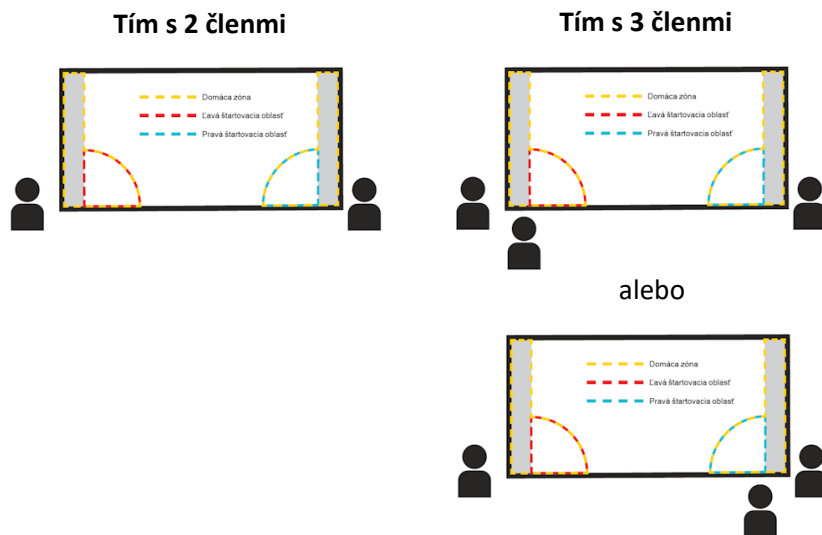 Tím s 2 členmi
Domáca zóna
Ľavá štartovacia oblasť
Pravá štartovacia oblasť
Tím s 3 členmi
Domáca zóna
Ľavá štartovacia oblasť
Pravá štartovacia oblasť
alebo
Domáca zóna
Ľavá štartovacia oblasť
Pravá štartovacia oblasť